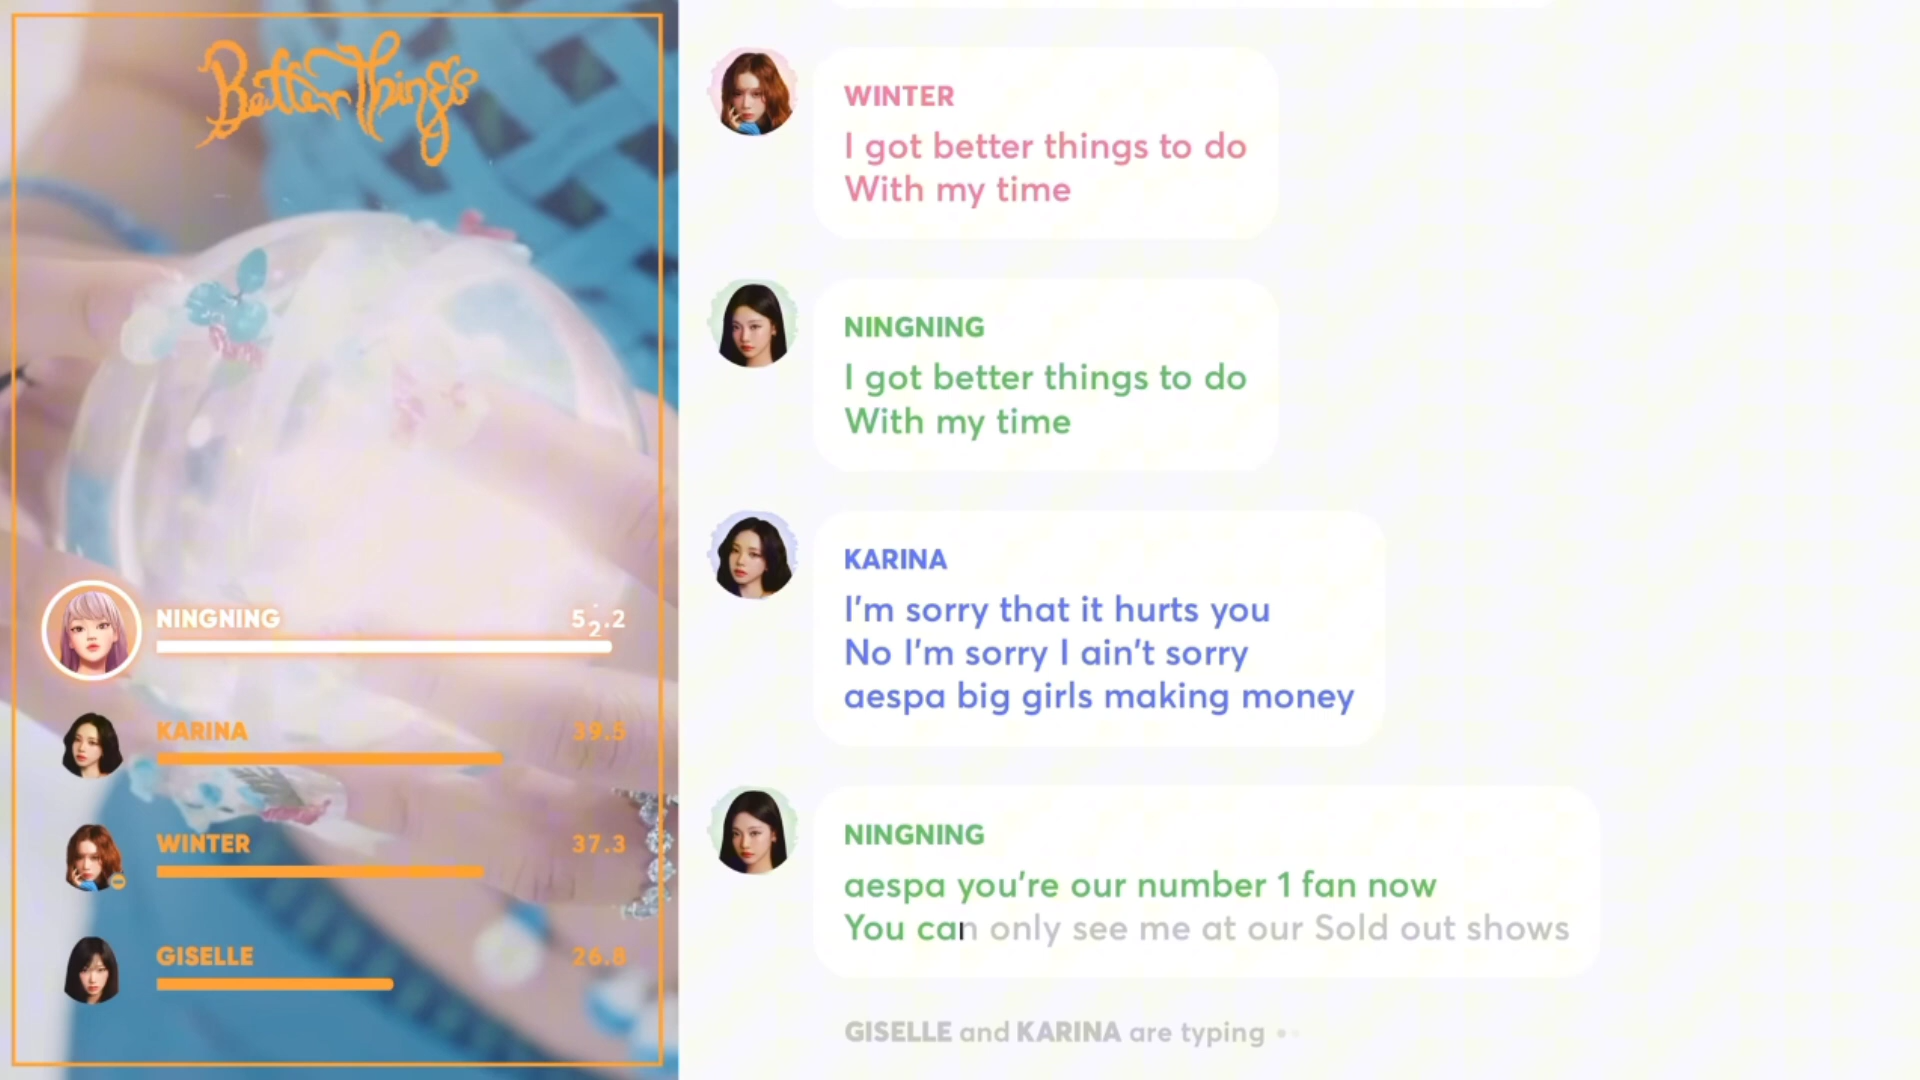 Better Things
NINGNING 52.2
KARINA 39.5
WINTER 37.3
GISELLE 26.8
WINTER
I got better things to do
With my time
NINGNING
I got better things to do
With my time
KARINA
I'm sorry that it hurts you
No I'm sorry I ain't sorry
aespa big girls making money
NINGNING
aespa you're our number 1 fan now
You can only see me at our Sold out shows
GISELLE and KARINA are typing